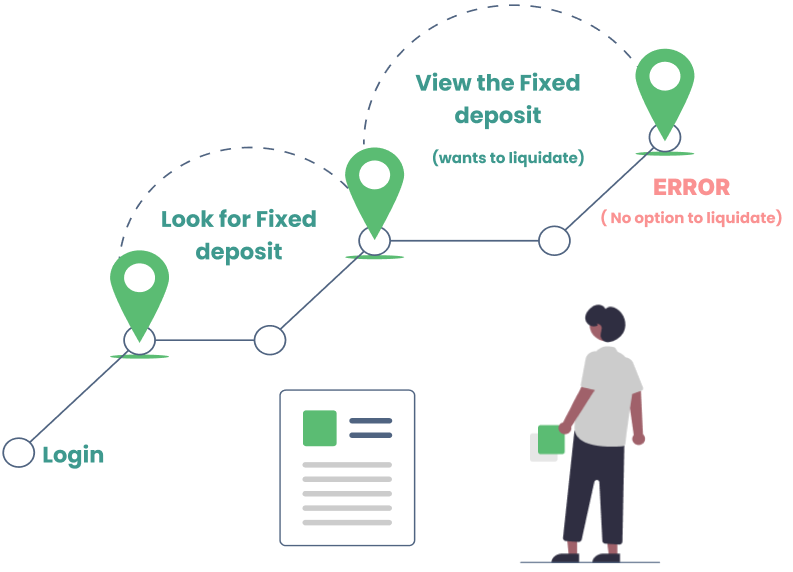 View the Fixed
deposit
(wants to liquidate)
ERROR
( No option to liquidate)
Look for Fixed
deposit
Login